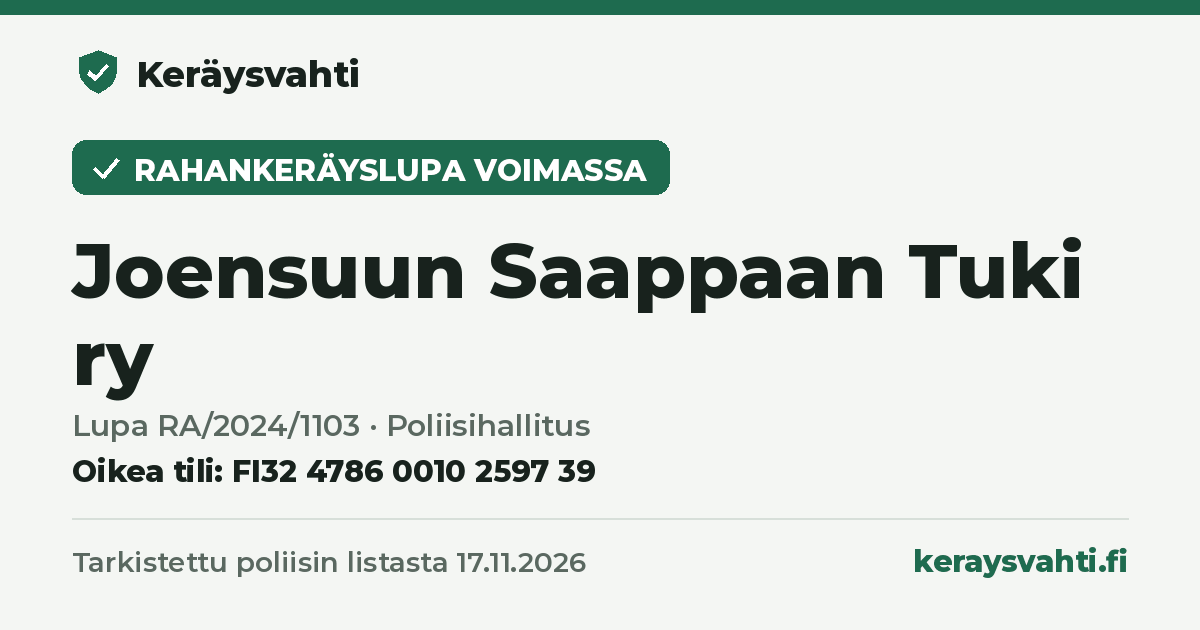 Keräysvahti
RAHANKERÄYSLUPA VOIMASSA
Joensuun Saappaan Tuki
ry
Lupa RA/2024/1103 · Poliisihallitus
Oikea tili: FI32 4786 0010 2597 39
Tarkistettu poliisin listasta 17.11.2026
keraysvahti.fi